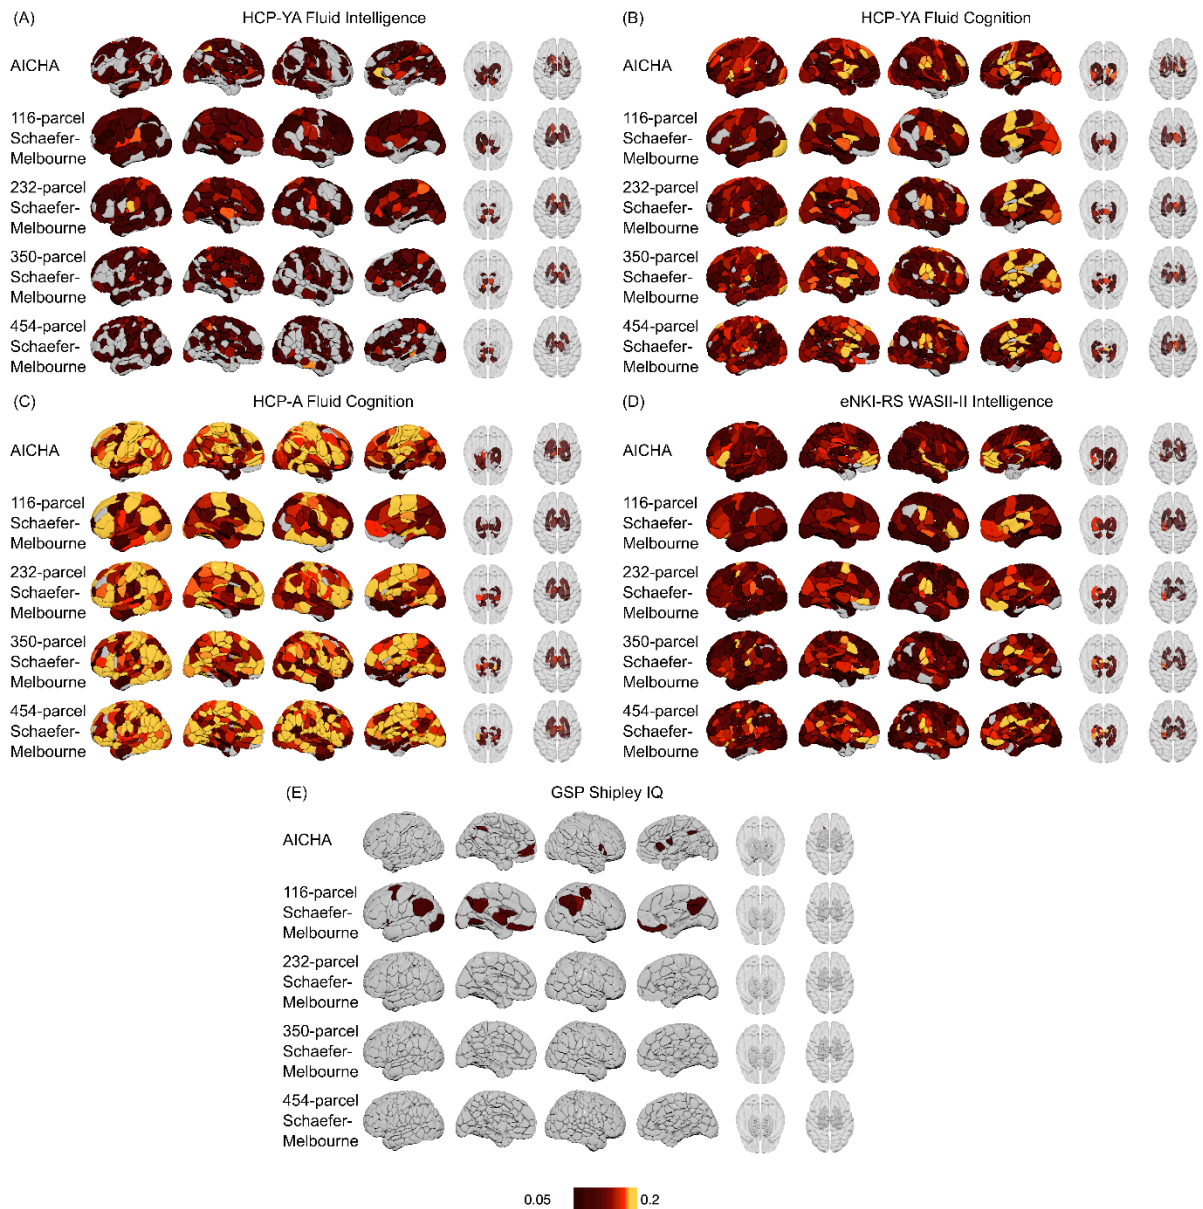 (A)
HCP-YA Fluid Intelligence
AICHA
116-parcel
Schaefer-
Melbourne
232-parcel
Schaefer-
Melbourne
350-parcel
Schaefer-
Melbourne
454-parcel
Schaefer-
Melbourne
(B)
HCP-YA Fluid Cognition
AICHA
116-parcel
Schaefer-
Melbourne
232-parcel
Schaefer-
Melbourne
350-parcel
Schaefer-
Melbourne
454-parcel
Schaefer-
Melbourne
(C)
HCP-A Fluid Cognition
AICHA
116-parcel
Schaefer-
Melbourne
232-parcel
Schaefer-
Melbourne
350-parcel
Schaefer-
Melbourne
454-parcel
Schaefer-
Melbourne
(D)
eNKI-RS WASII-II Intelligence
AICHA
116-parcel
Schaefer-
Melbourne
232-parcel
Schaefer-
Melbourne
350-parcel
Schaefer-
Melbourne
454-parcel
Schaefer-
Melbourne
(E)
GSP Shipley IQ
AICHA
116-parcel
Schaefer-
Melbourne
232-parcel
Schaefer-
Melbourne
350-parcel
Schaefer-
Melbourne
454-parcel
Schaefer-
Melbourne
0.05 0.2